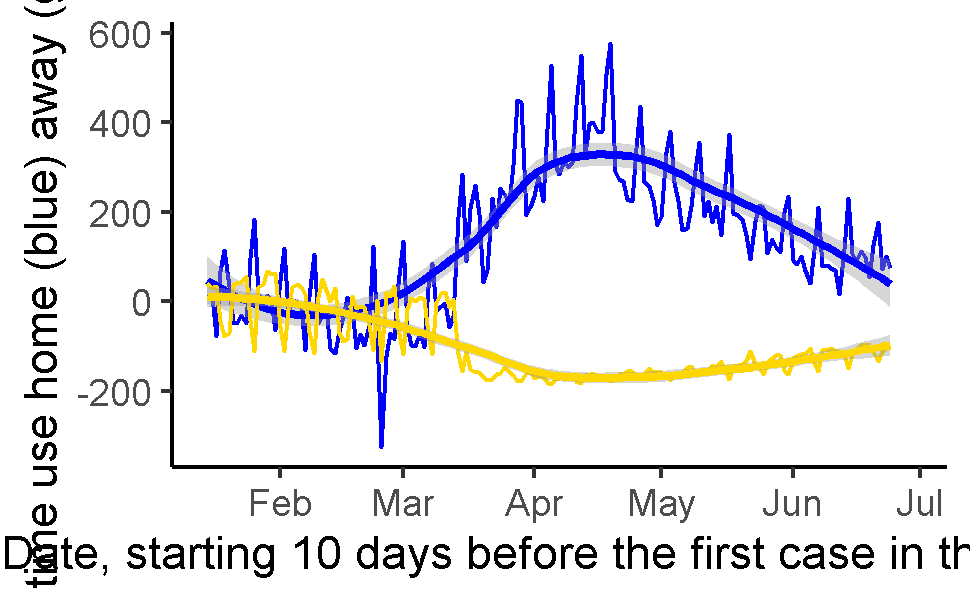 time use home (blue) away (
600
400
200
0
-200
Feb Mar Apr May Jun Jul
Date, starting 10 days before the first case in th